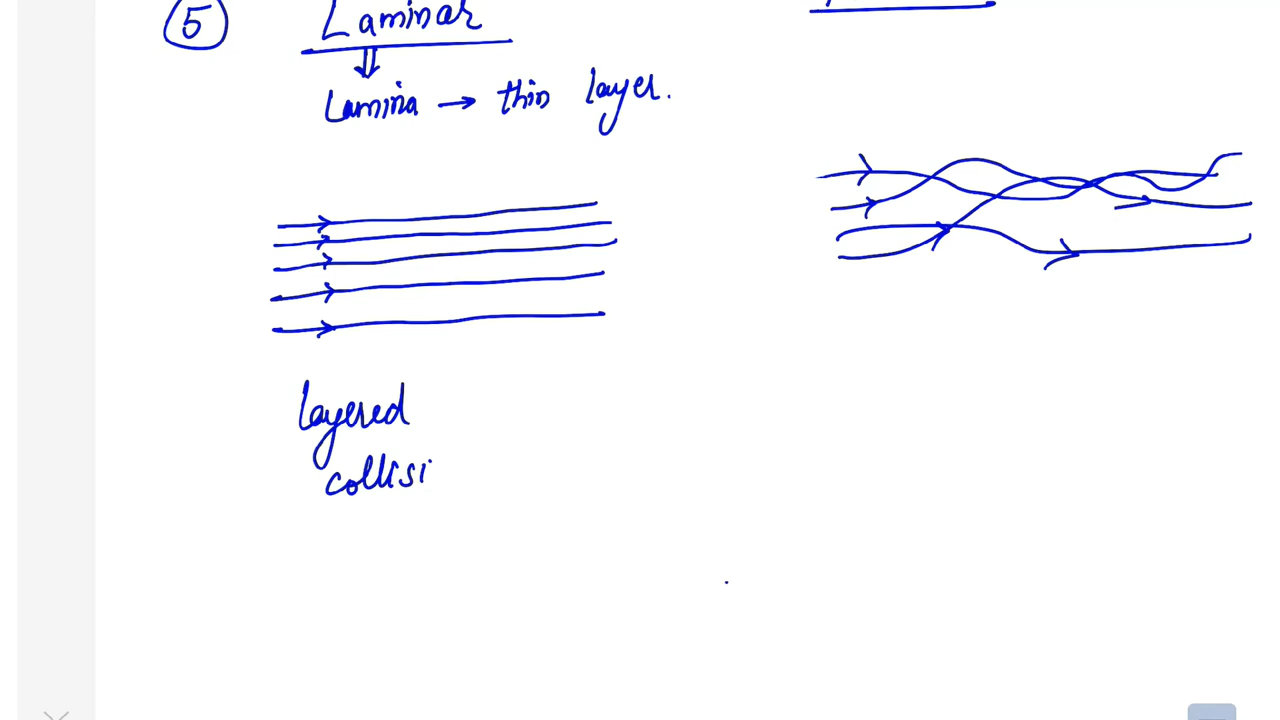 5 Laminar
Lamina → thin layer.
layered
collisi